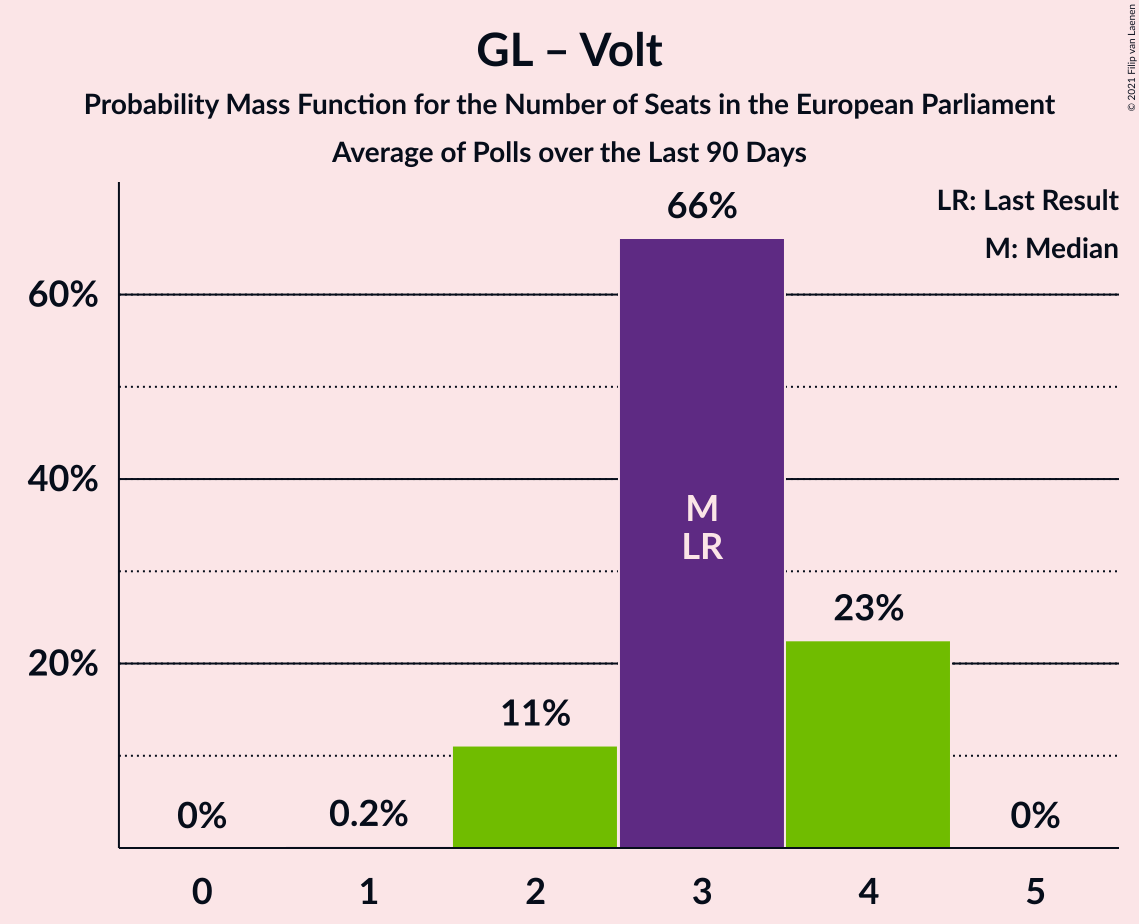 GL – Volt
Probability Mass Function for the Number of Seats in the European Parliament
Average of Polls over the Last 90 Days
© 2021 Filip van Laenen
LR: Last Result
M: Median
60%
40%
20%
0%
0.2%
11%
66%
M
LR
23%
0%
0
1
2
3
4
5